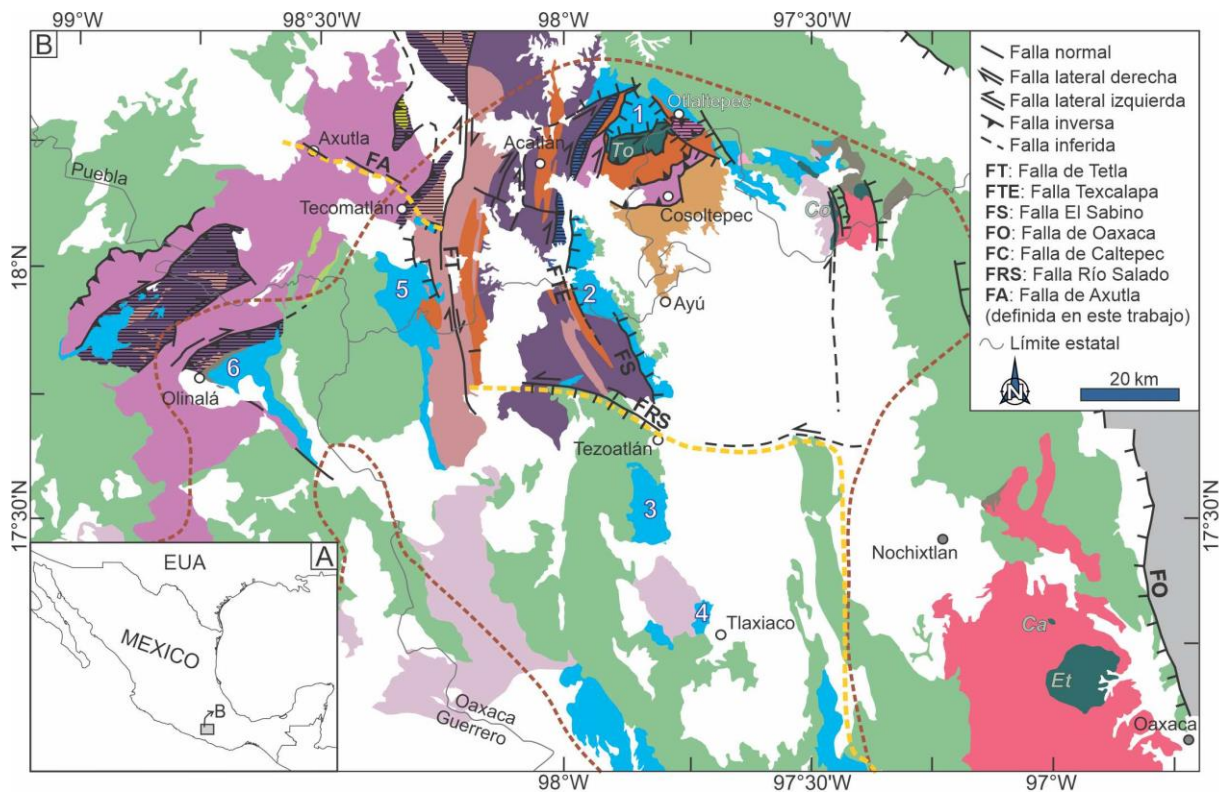 99°W
98°30'W
98°W
97°30'W
B
Falla normal
Falla lateral derecha
Falla lateral izquierda
Falla inversa
Falla inferida
FT: Falla de Tetla
FTE: Falla Texcalapa
FS: Falla El Sabino
FO: Falla de Oaxaca
FC: Falla de Caltepec
FRS: Falla Río Salado
FA: Falla de Axutla
(definida en este trabajo)
Límite estatal
N
20 km
Otlaltepec
1
Axutla
Acatlán
To
FA
Puebla
Tecomatlán
Cosoltepec
Co
FT
18°N
5
FTE
2
Ayú
6
FS
Olinalá
FRS
Tezoatlán
3
17°30'N
17°30'N
Nochixtlan
A
EUA
MEXICO
B
4
Tlaxiaco
FO
Ca
Et
Oaxaca
Guerrero
Oaxaca
98°W
97°30'W
97°W